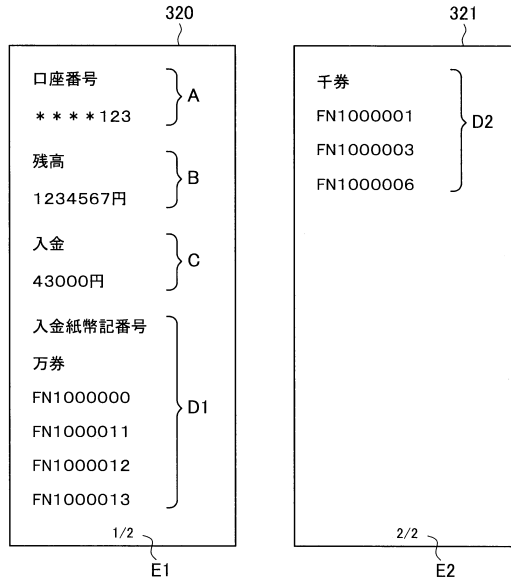 320
口座番号
＊＊＊＊123
A
残高
1234567円
B
入金
43000円
C
入金紙幣記番号
万券
FN1000000
FN1000011
FN1000012
FN1000013
D1
1/2
E1
321
千券
FN1000001
FN1000003
FN1000006
D2
2/2
E2